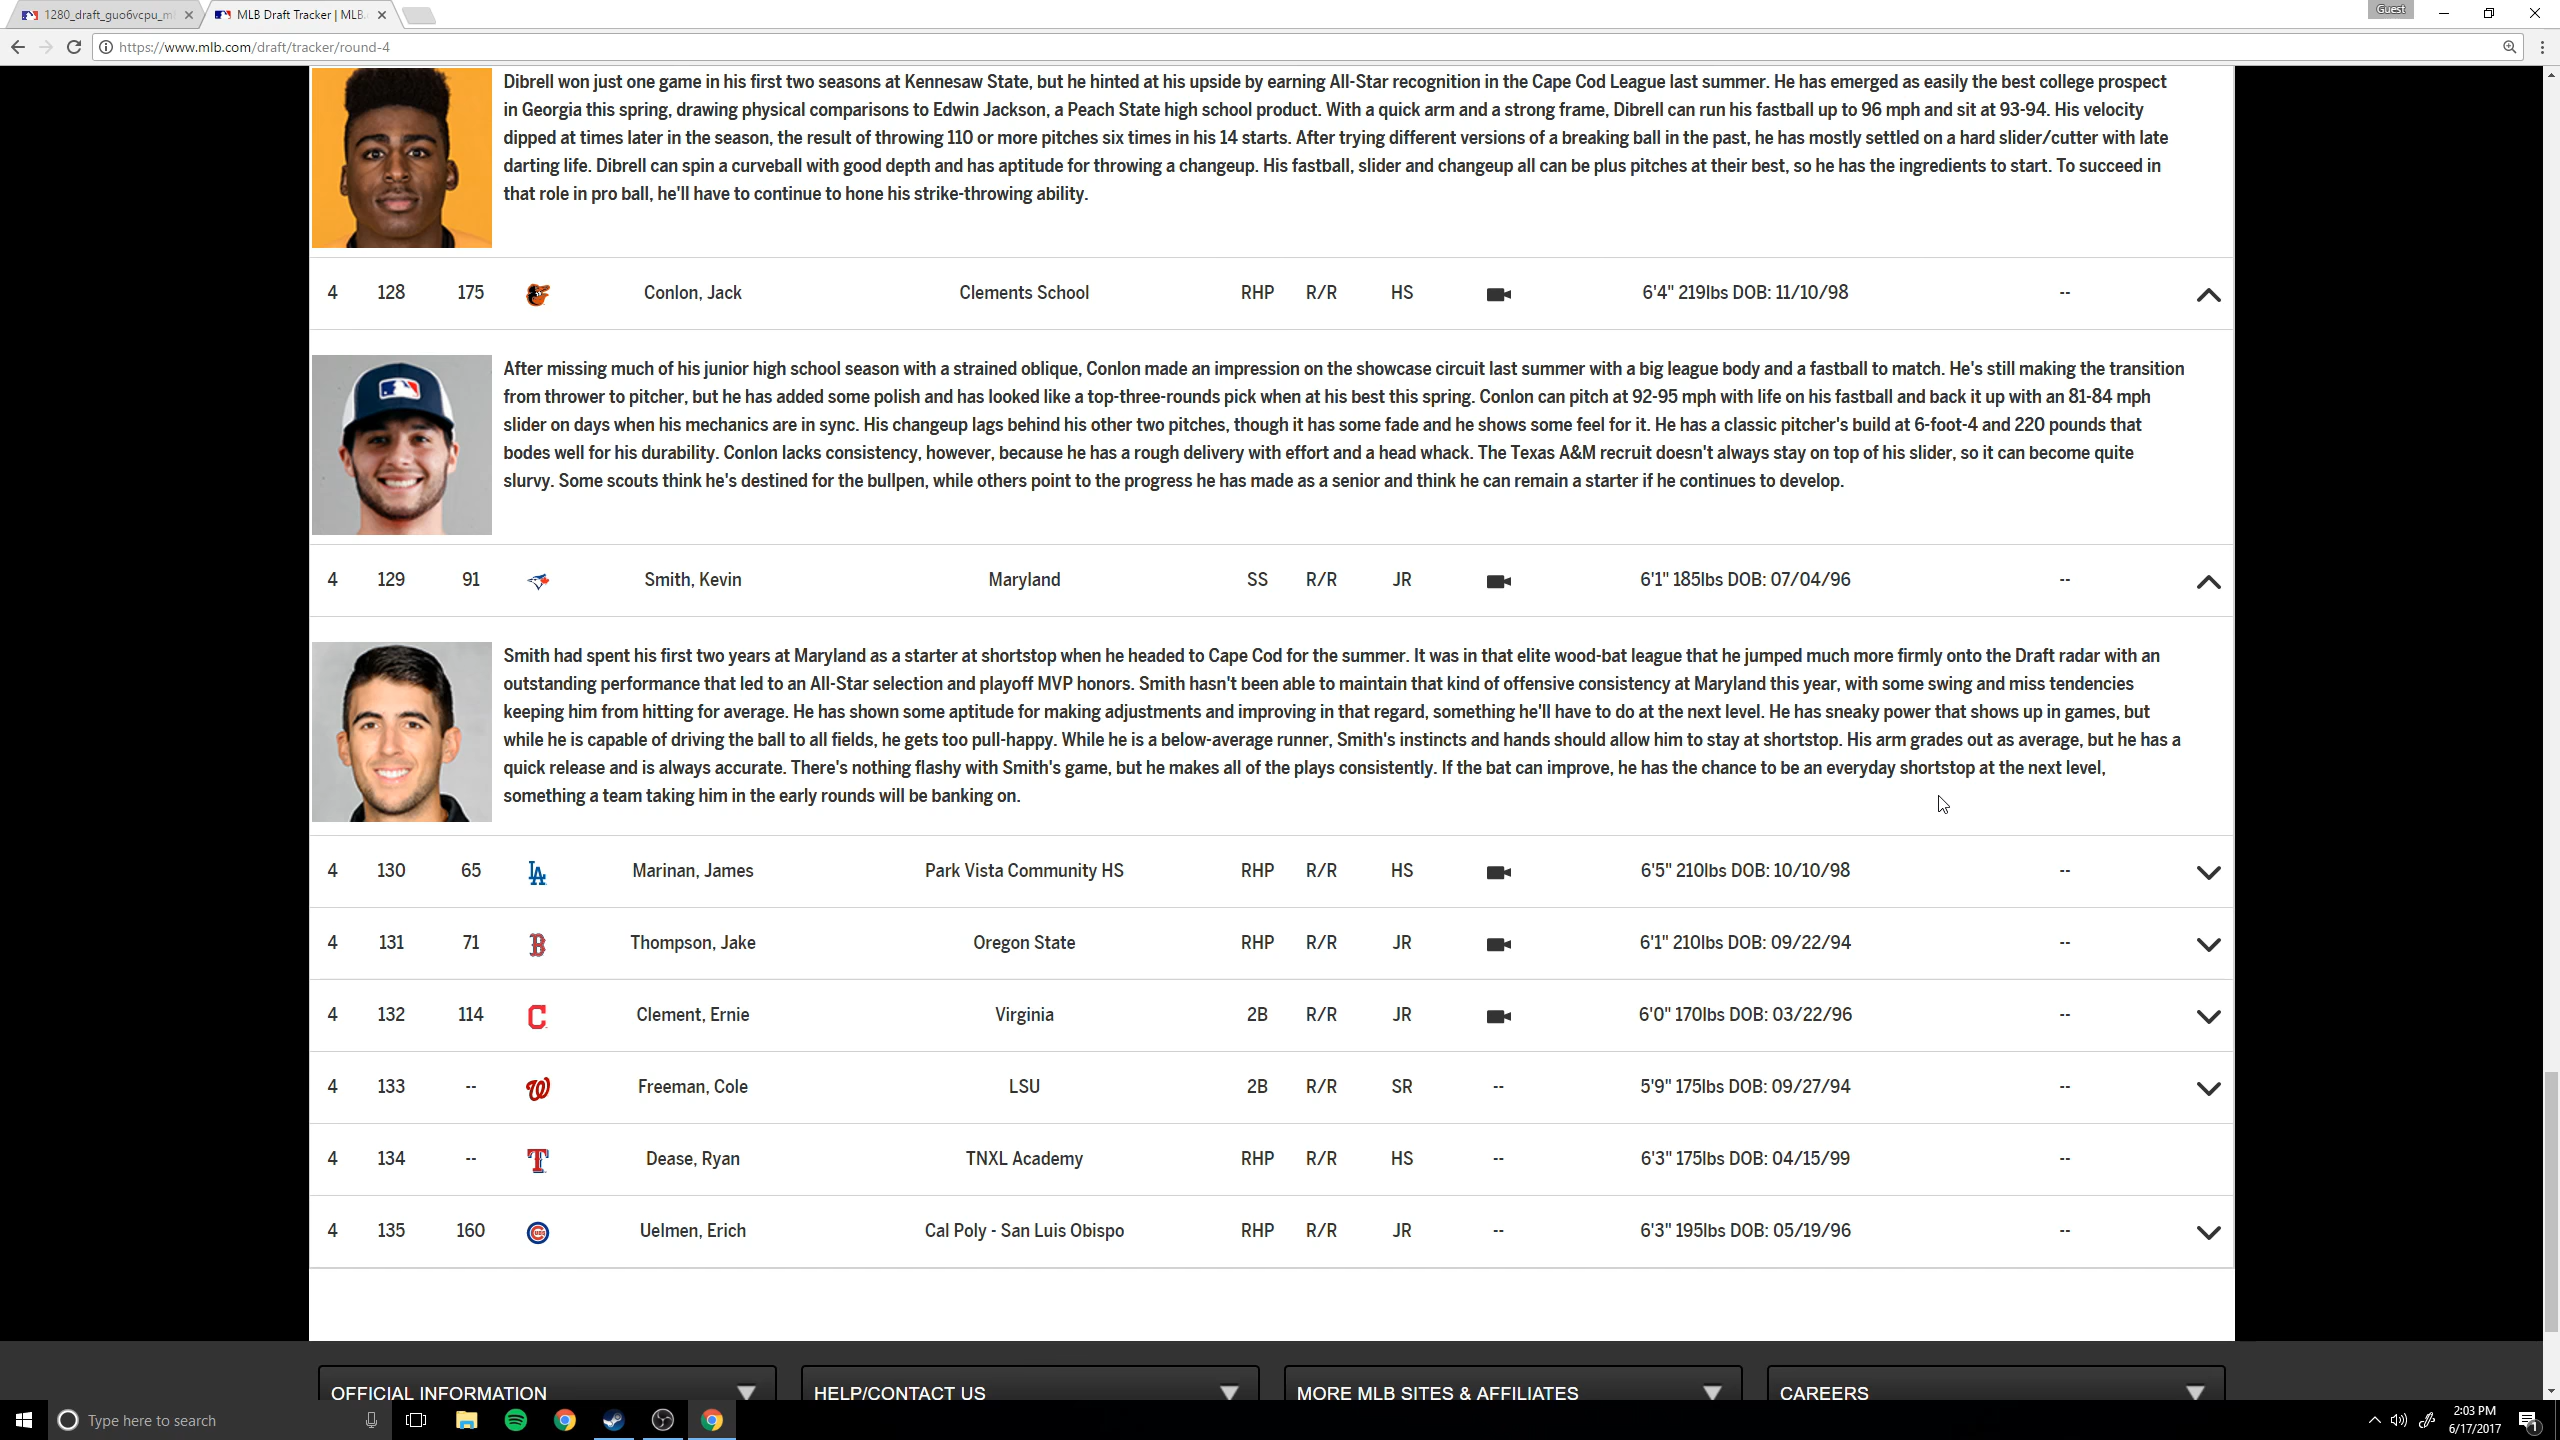 1280_draft_guo6vcpu_m
MLB Draft Tracker | MLB.
Guest
https://www.mlb.com/draft/tracker/round-4
Dibrell won just one game in his first two seasons at Kennesaw State, but he hinted at his upside by earning All-Star recognition in the Cape Cod League last summer. He has emerged as easily the best college prospect
in Georgia this spring, drawing physical comparisons to Edwin Jackson, a Peach State high school product. With a quick arm and a strong frame, Dibrell can run his fastball up to 96 mph and sit at 93-94. His velocity
dipped at times later in the season, the result of throwing 110 or more pitches six times in his 14 starts. After trying different versions of a breaking ball in the past, he has mostly settled on a hard slider/cutter with late
darting life. Dibrell can spin a curveball with good depth and has aptitude for throwing a changeup. His fastball, slider and changeup all can be plus pitches at their best, so he has the ingredients to start. To succeed in
that role in pro ball, he'll have to continue to hone his strike-throwing ability.
4 128 175 Conlon, Jack Clements School RHP R/R HS 6'4" 219lbs DOB: 11/10/98 --
After missing much of his junior high school season with a strained oblique, Conlon made an impression on the showcase circuit last summer with a big league body and a fastball to match. He's still making the transition
from thrower to pitcher, but he has added some polish and has looked like a top-three-rounds pick when at his best this spring. Conlon can pitch at 92-95 mph with life on his fastball and back it up with an 81-84 mph
slider on days when his mechanics are in sync. His changeup lags behind his other two pitches, though it has some fade and he shows some feel for it. He has a classic pitcher's build at 6-foot-4 and 220 pounds that
bodes well for his durability. Conlon lacks consistency, however, because he has a rough delivery with effort and a head whack. The Texas A&M recruit doesn't always stay on top of his slider, so it can become quite
slurvy. Some scouts think he's destined for the bullpen, while others point to the progress he has made as a senior and think he can remain a starter if he continues to develop.
4 129 91 Smith, Kevin Maryland SS R/R JR 6'1" 185lbs DOB: 07/04/96 --
Smith had spent his first two years at Maryland as a starter at shortstop when he headed to Cape Cod for the summer. It was in that elite wood-bat league that he jumped much more firmly onto the Draft radar with an
outstanding performance that led to an All-Star selection and playoff MVP honors. Smith hasn't been able to maintain that kind of offensive consistency at Maryland this year, with some swing and miss tendencies
keeping him from hitting for average. He has shown some aptitude for making adjustments and improving in that regard, something he'll have to do at the next level. He has sneaky power that shows up in games, but
while he is capable of driving the ball to all fields, he gets too pull-happy. While he is a below-average runner, Smith's instincts and hands should allow him to stay at shortstop. His arm grades out as average, but he has a
quick release and is always accurate. There's nothing flashy with Smith's game, but he makes all of the plays consistently. If the bat can improve, he has the chance to be an everyday shortstop at the next level,
something a team taking him in the early rounds will be banking on.
4 130 65 LA Marinan, James Park Vista Community HS RHP R/R HS 6'5" 210lbs DOB: 10/10/98 --
4 131 71 B Thompson, Jake Oregon State RHP R/R JR 6'1" 210lbs DOB: 09/22/94 --
4 132 114 C Clement, Ernie Virginia 2B R/R JR 6'0" 170lbs DOB: 03/22/96 --
4 133 -- W Freeman, Cole LSU 2B R/R SR -- 5'9" 175lbs DOB: 09/27/94 --
4 134 -- T Dease, Ryan TNXL Academy RHP R/R HS -- 6'3" 175lbs DOB: 04/15/99 --
4 135 160 Uelmen, Erich Cal Poly - San Luis Obispo RHP R/R JR -- 6'3" 195lbs DOB: 05/19/96 --
OFFICIAL INFORMATION
HELP/CONTACT US
MORE MLB SITES & AFFILIATES
CAREERS
Type here to search
2:03 PM
6/17/2017
1